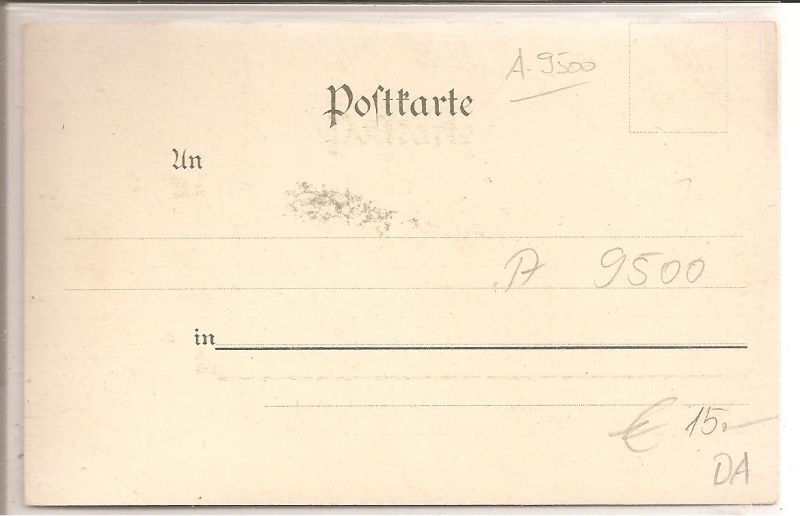 A. 9500
Poſtkarte
An
A 9500
in
€ 15.-
DA